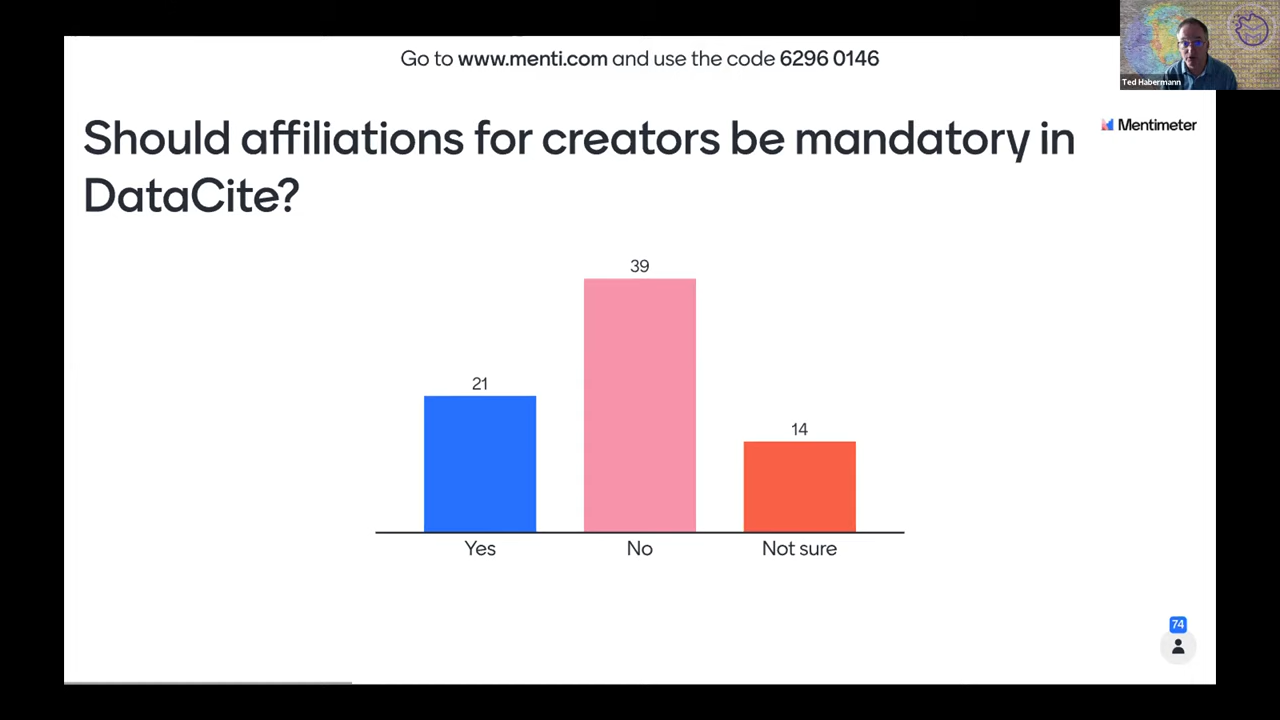 Go to www.menti.com and use the code 6296 0146
Ted Habermann
Should affiliations for creators be mandatory in
DataCite?
Mentimeter
39
21
14
Yes
No
Not sure
74